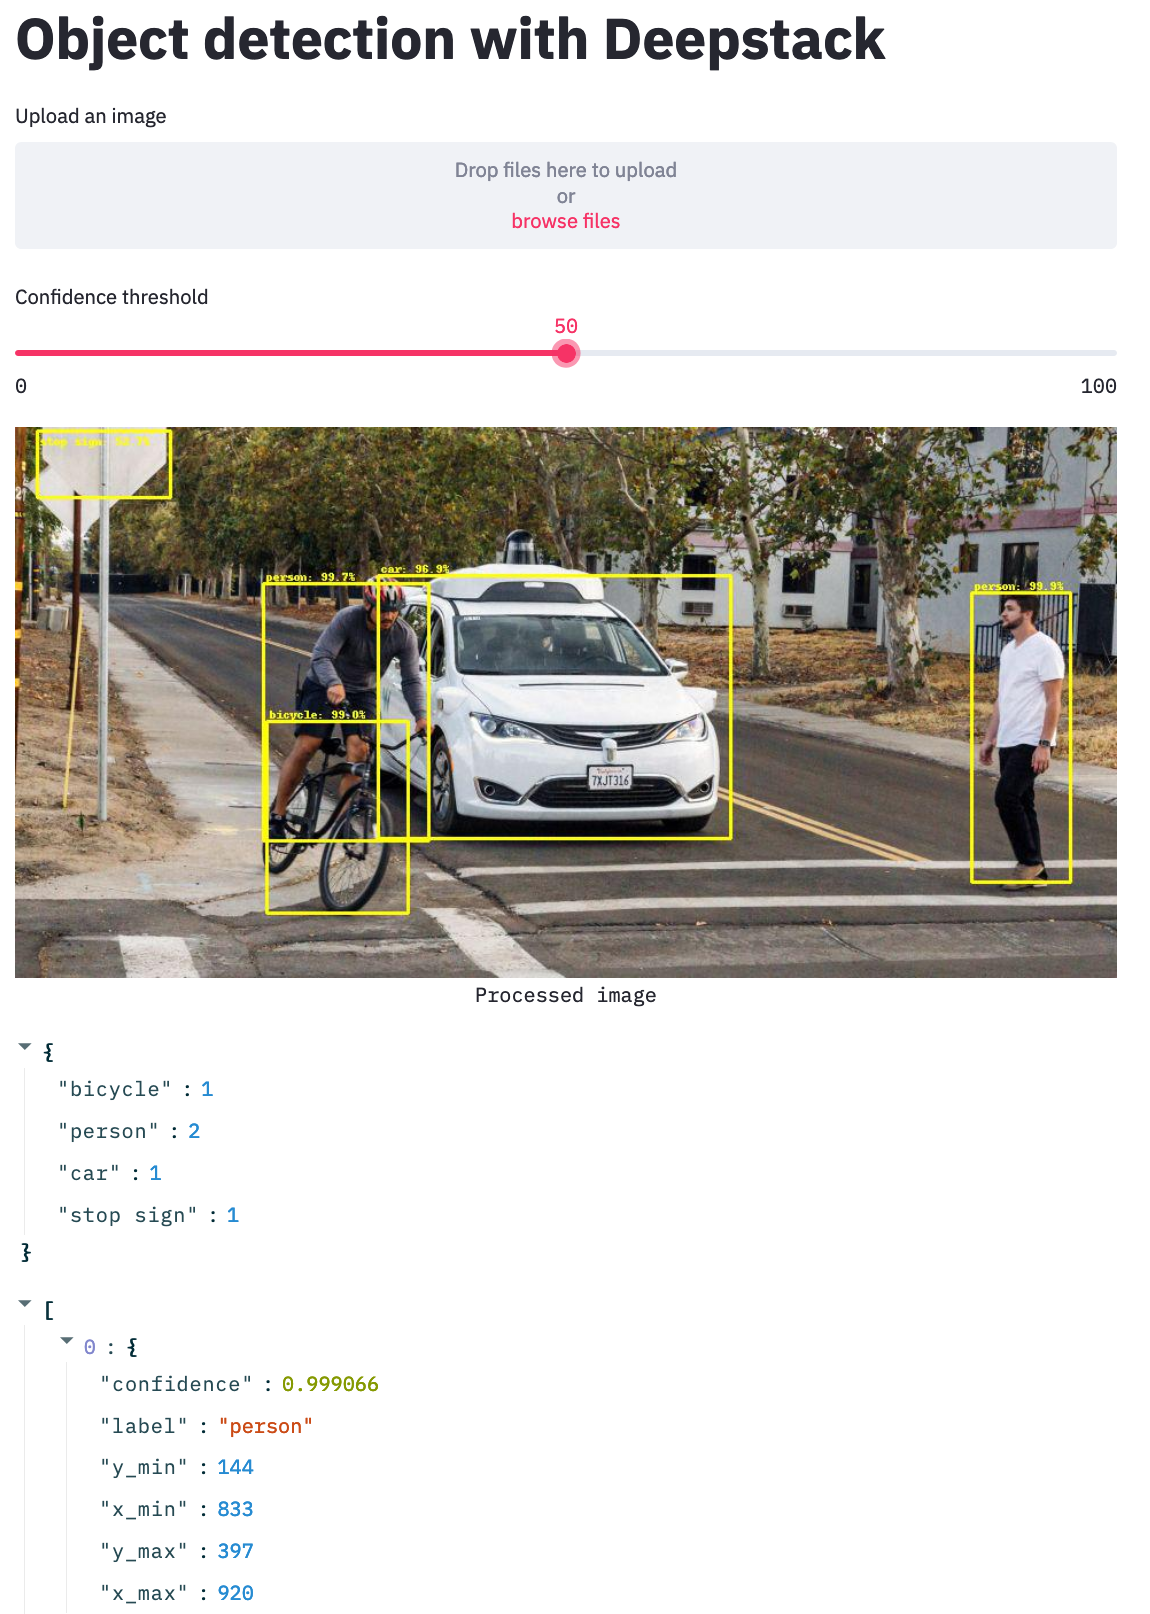 Object detection with Deepstack
Upload an image
Drop files here to upload
or
browse files
Confidence threshold
50
0
100
stop sign:
person: 99.7%
car: 96.9%
person: 99.9%
bicycle: 99.0%
7XJT316
Processed image
{
"bicycle" : 1
"person" : 2
"car" : 1
"stop sign" : 1
}
[
0 : {
"confidence" : 0.999066
"label" : "person"
"y_min" : 144
"x_min" : 833
"y_max" : 397
"x_max" : 920